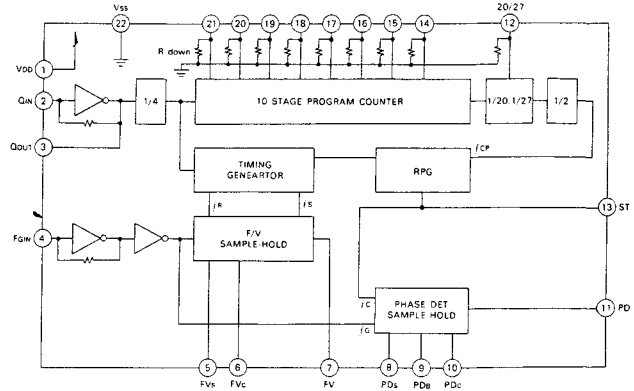 Vss
22
21
20
19
18
17
16
15
14
20/27
12
R down
VDD
1
QIN
2
1/4
10 STAGE PROGRAM COUNTER
1/20.1/27
1/2
QOUT
3
TIMING
GENEARTOR
RPG
fCP
13
ST
fR
fS
FGIN
4
F/V
SAMPLE-HOLD
fC
fG
PHASE DET
SAMPLE HOLD
11
PD
5
6
7
8
9
10
FVs
FVc
FV
PDs
PDB
PDc